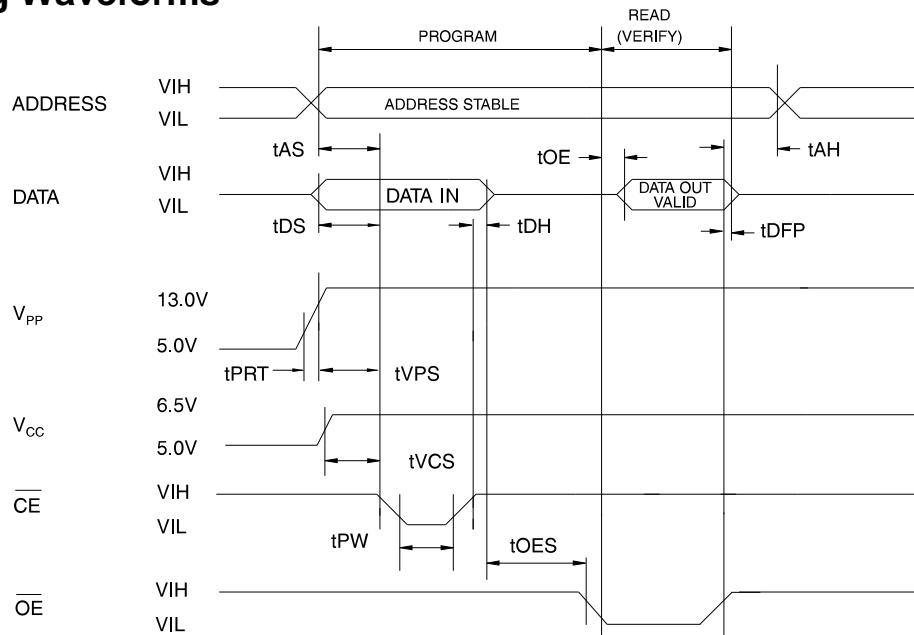 g Waveforms
READ
PROGRAM (VERIFY)
ADDRESS VIH
VIL
ADDRESS STABLE
tAS tOE tAH
DATA VIH
VIL
DATA IN DATA OUT
VALID
tDS tDH tDFP
VPP 13.0V
5.0V
tPRT tVPS
VCC 6.5V
5.0V
tVCS
CE VIH
VIL
tPW tOES
OE VIH
VIL